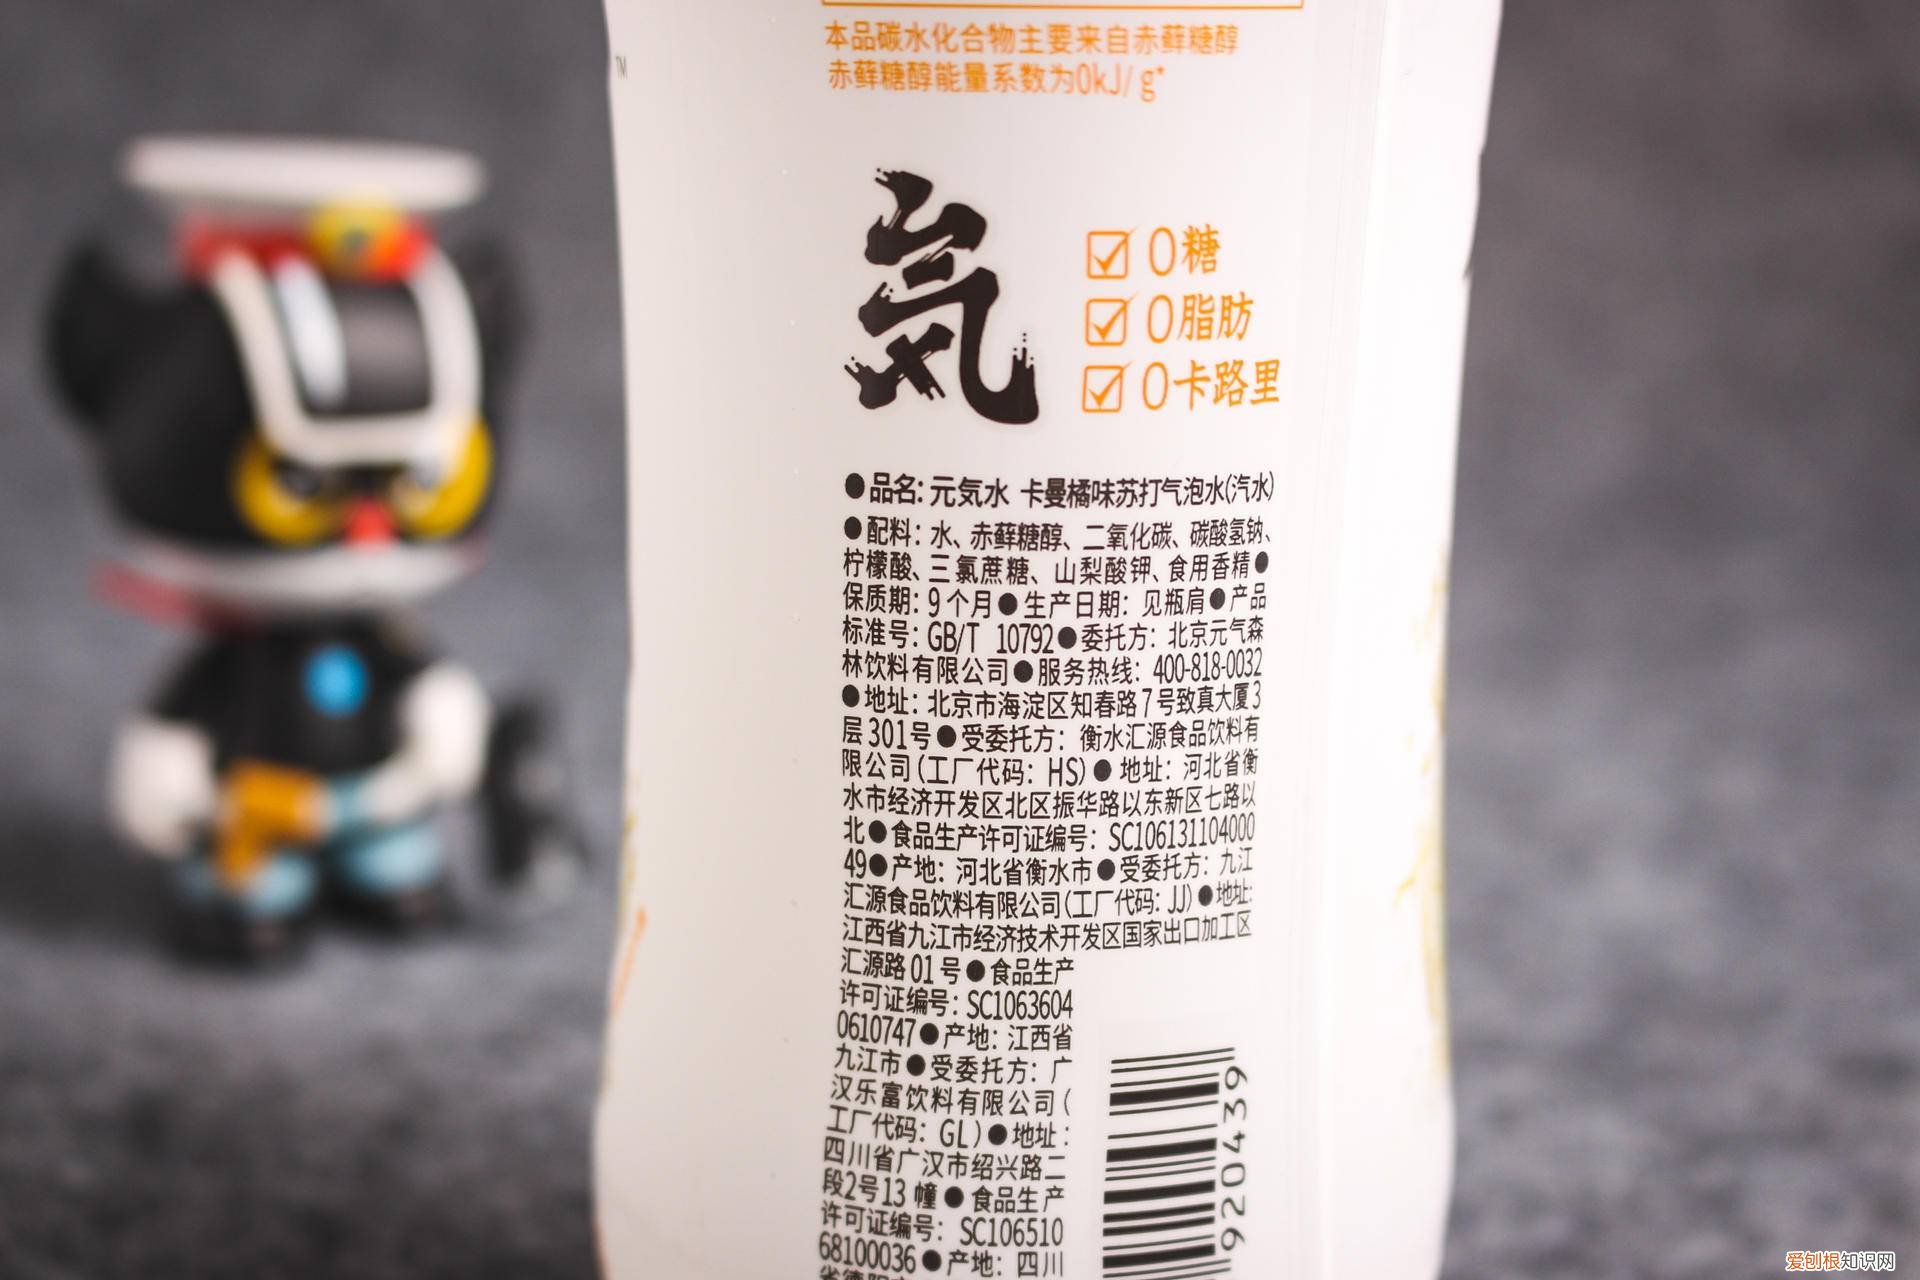 TM
本品碳水化合物主要来自赤藓糖醇
赤藓糖醇能量系数为0kJ/g*
気
0糖
0脂肪
0卡路里
●品名:元気水 卡曼橘味苏打气泡水(汽水)
●配料:水、赤藓糖醇、二氧化碳、碳酸氢钠、
柠檬酸、三氯蔗糖、山梨酸钾、食用香精●
保质期:9个月●生产日期:见瓶肩●产品
标准号:GB/T 10792●委托方:北京元气森
林饮料有限公司●服务热线:400-818-0032
●地址:北京市海淀区知春路7号致真大厦3
层301号●受委托方:衡水汇源食品饮料有
限公司(工厂代码:HS)●地址:河北省衡
水市经济开发区北区振华路以东新区七路以
北●食品生产许可证编号:SC106131104000
49●产地:河北省衡水市●受委托方:九江
汇源食品饮料有限公司(工厂代码:JJ)●地址:
江西省九江市经济技术开发区国家出口加工区
汇源路01号●食品生产
许可证编号:SC1063604
0610747●产地:江西省
九江市●受委托方:广
汉乐富饮料有限公司(
工厂代码:GL)●地址:
四川省广汉市绍兴路二
段2号13幢●食品生产
许可证编号:SC106510
68100036●产地:四川
920439
爱刨根知识网